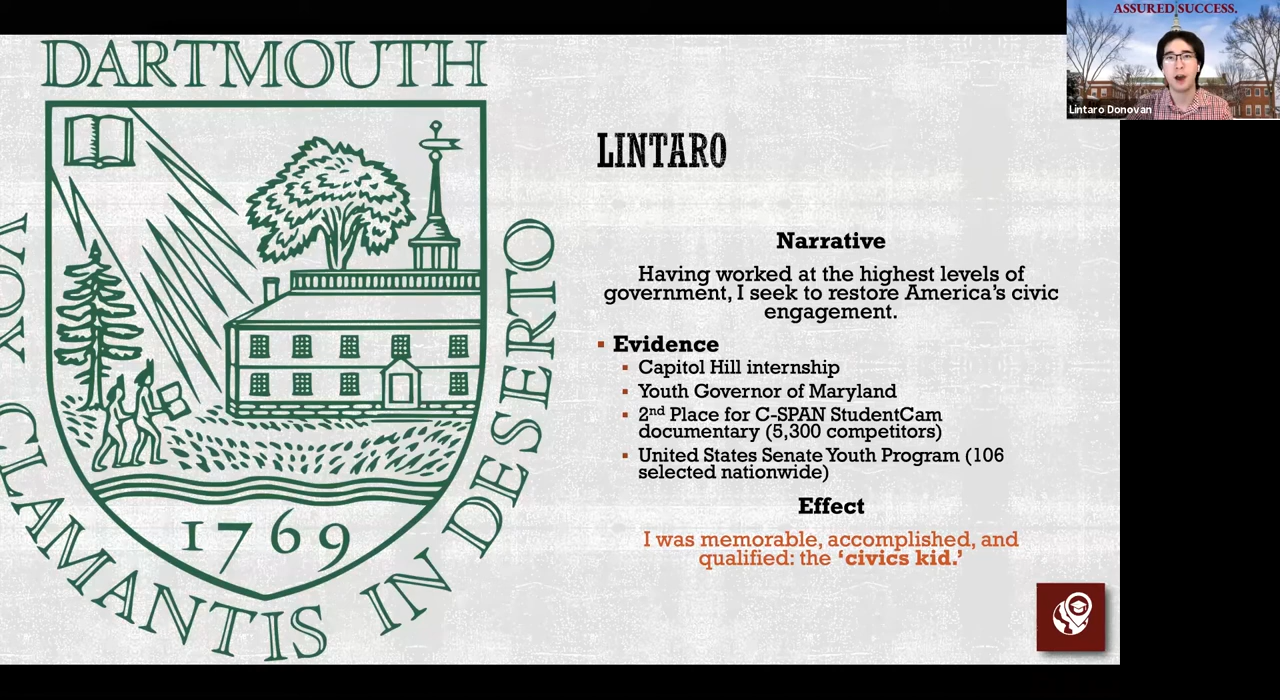 ASSURED SUCCESS.
Lintaro Donovan
DARTMOUTH
VOX
CLAMANTIS
IN DESERTO
1769
LINTARO
Narrative
Having worked at the highest levels of
government, I seek to restore America’s civic
engagement.
▪ Evidence
▪ Capitol Hill internship
▪ Youth Governor of Maryland
▪ 2nd Place for C-SPAN StudentCam
documentary (5,300 competitors)
▪ United States Senate Youth Program (106
selected nationwide)
Effect
I was memorable, accomplished, and
qualified: the ‘civics kid.’